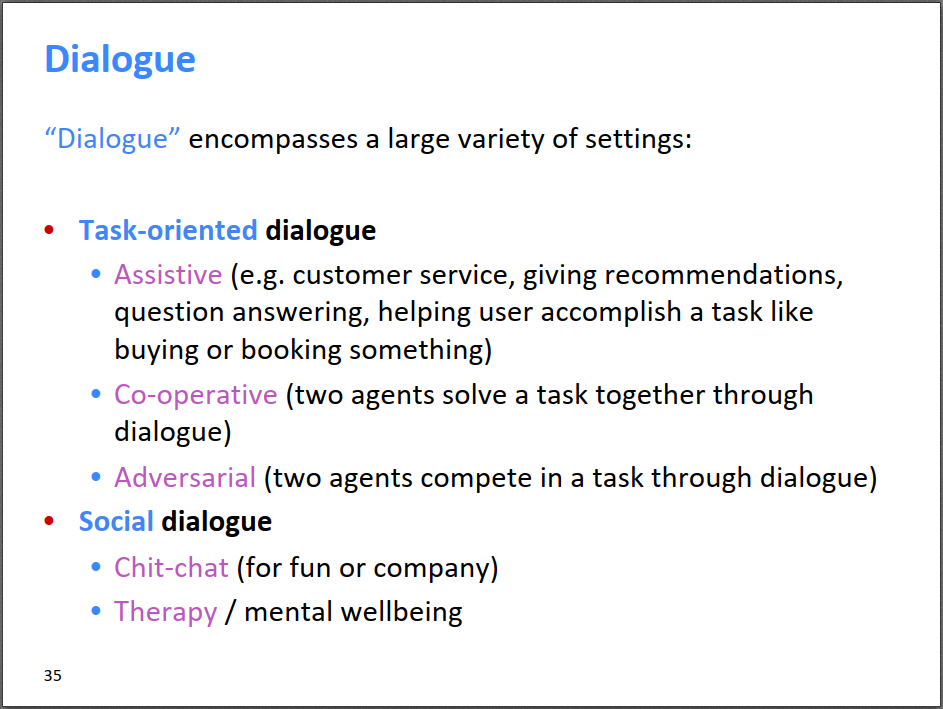 Dialogue
“Dialogue” encompasses a large variety of settings:
• Task-oriented dialogue
• Assistive (e.g. customer service, giving recommendations,
question answering, helping user accomplish a task like
buying or booking something)
• Co-operative (two agents solve a task together through
dialogue)
• Adversarial (two agents compete in a task through dialogue)
• Social dialogue
• Chit-chat (for fun or company)
• Therapy / mental wellbeing
35